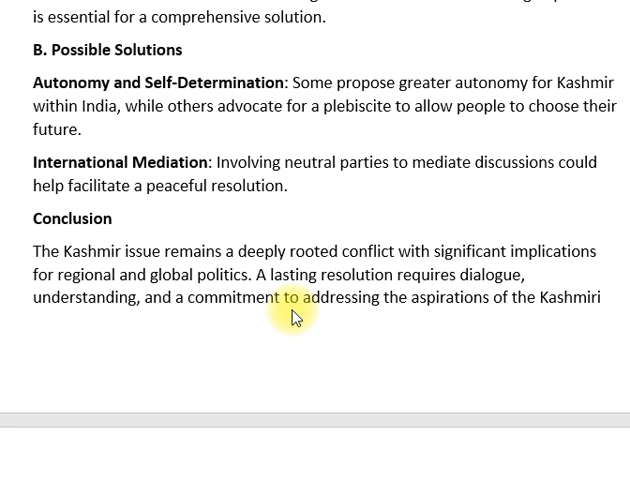 is essential for a comprehensive solution.
B. Possible Solutions
Autonomy and Self-Determination: Some propose greater autonomy for Kashmir
within India, while others advocate for a plebiscite to allow people to choose their
future.
International Mediation: Involving neutral parties to mediate discussions could
help facilitate a peaceful resolution.
Conclusion
The Kashmir issue remains a deeply rooted conflict with significant implications
for regional and global politics. A lasting resolution requires dialogue,
understanding, and a commitment to addressing the aspirations of the Kashmiri